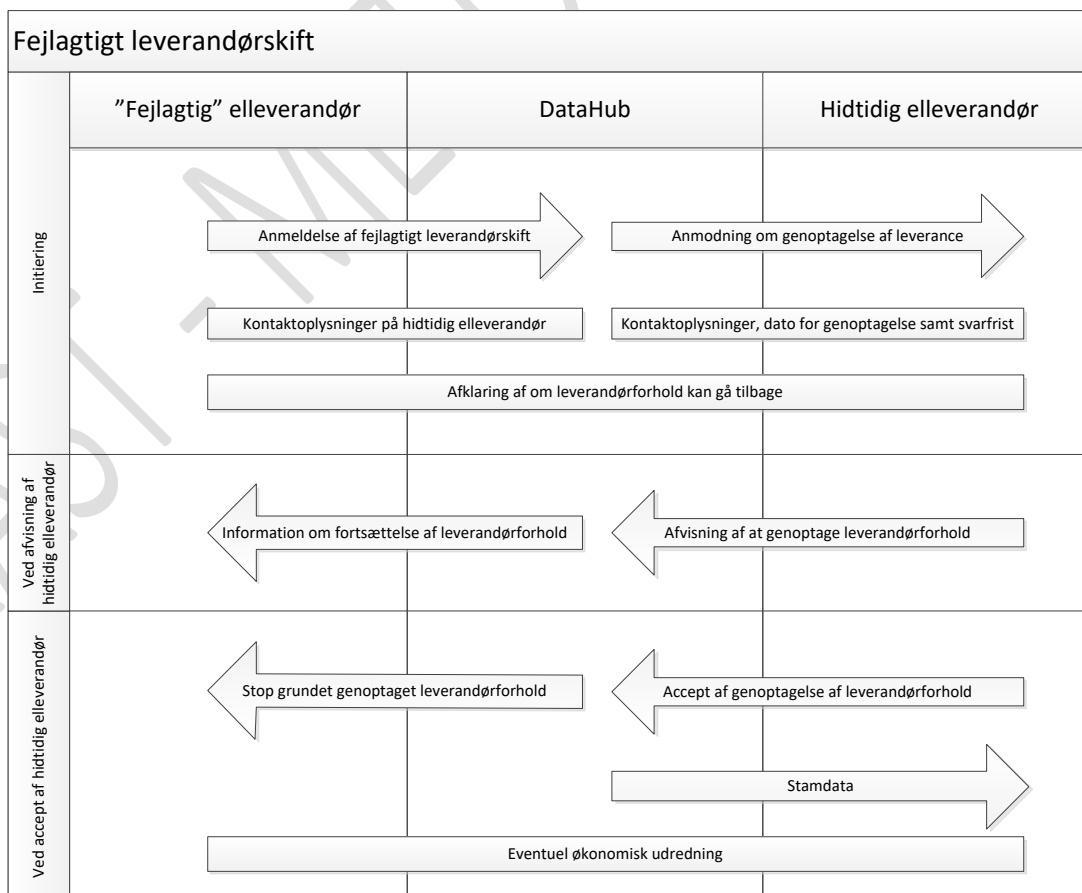 Fejlagtigt leverandørskift
”Fejlagtig” elleverandør
DataHub
Hidtidig elleverandør
Initiering
Anmeldelse af fejlagtigt leverandørskift
Anmodning om genoptagelse af leverance
Kontaktoplysninger på hidtidig elleverandør
Kontaktoplysninger, dato for genoptagelse samt svarfrist
Afklaring af om leverandørforhold kan gå tilbage
Ved afvisning af
hidtidig elleverandør
Information om fortsættelse af leverandørforhold
Afvisning af at genoptage leverandørforhold
Ved accept af hidtidig elleverandør
Stop grundet genoptaget leverandørforhold
Accept af genoptagelse af leverandørforhold
Stamdata
Eventuel økonomisk udredning